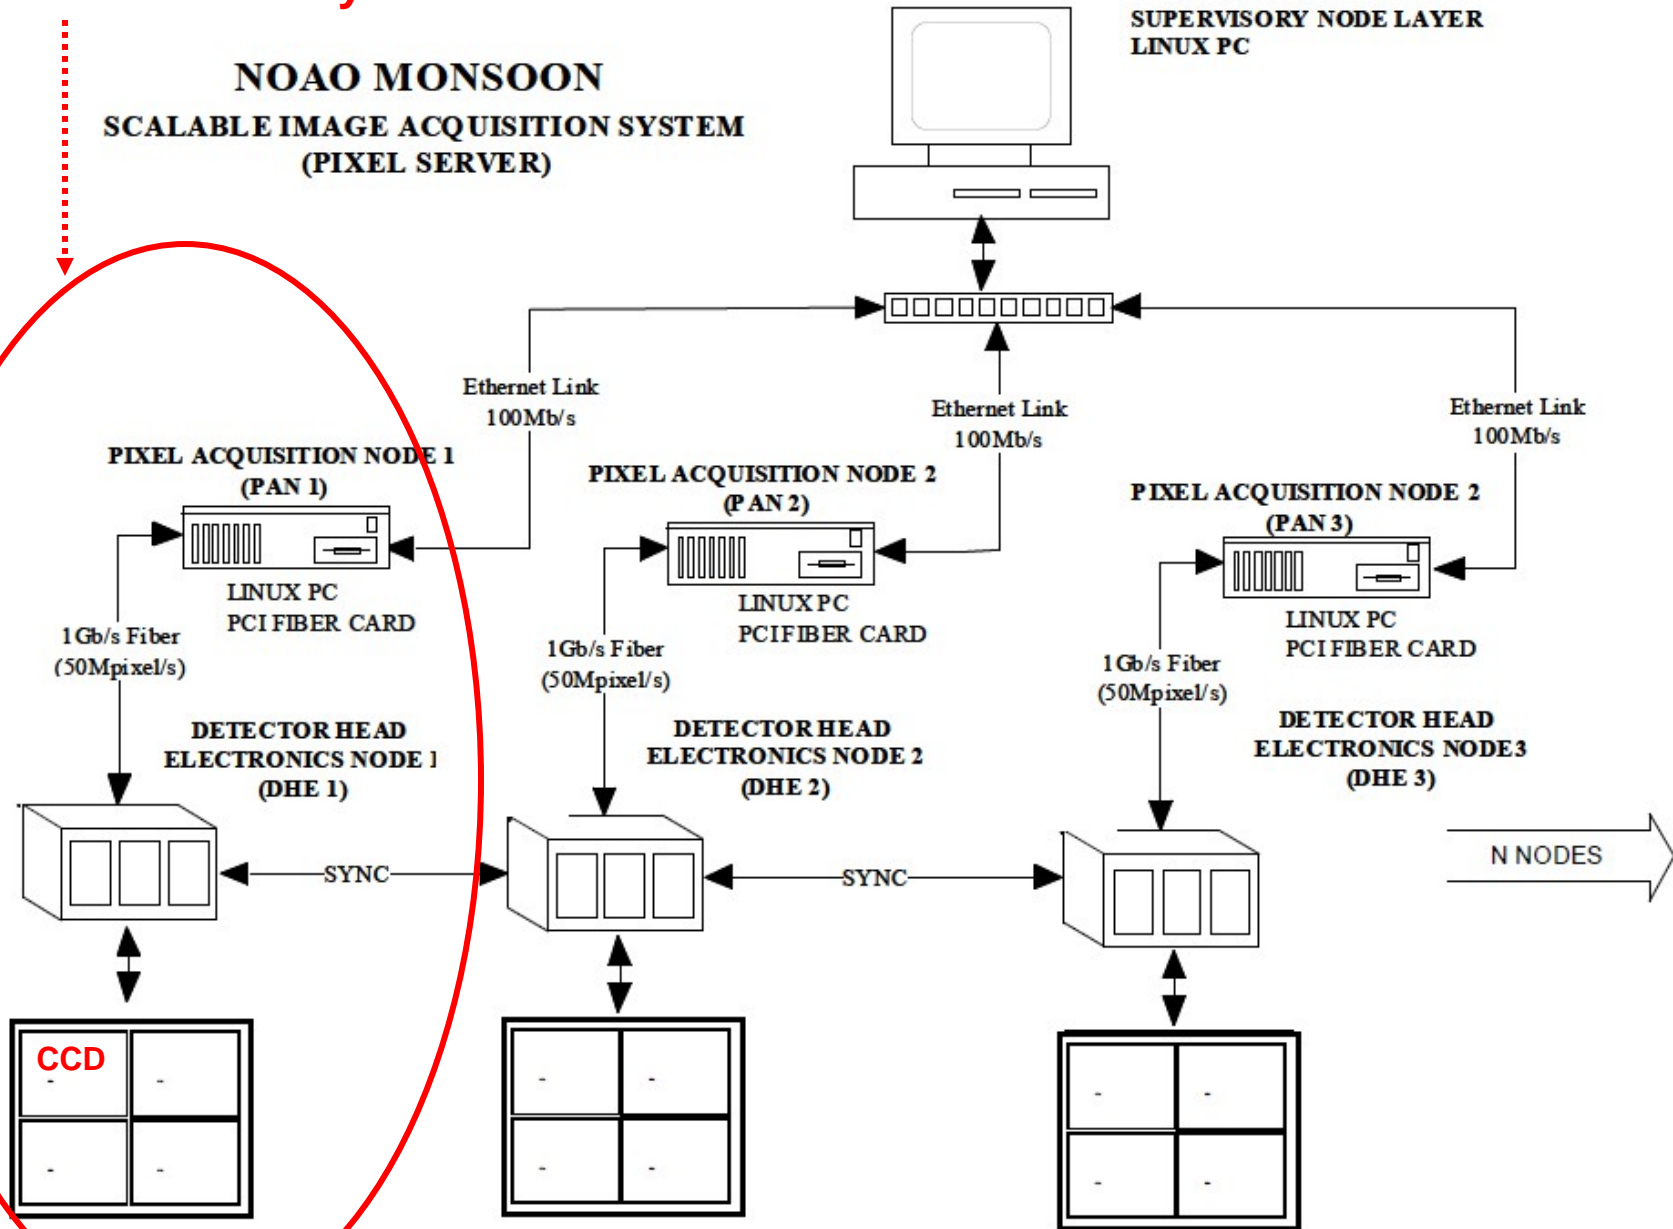 SUPERVISORY NODE LAYER
LINUX PC
NOAO MONSOON
SCALABLE IMAGE ACQUISITION SYSTEM
(PIXEL SERVER)
Ethernet Link
100Mb/s
Ethernet Link
100Mb/s
Ethernet Link
100Mb/s
PIXEL ACQUISITION NODE 1
(PAN 1)
PIXEL ACQUISITION NODE 2
(PAN 2)
PIXEL ACQUISITION NODE 2
(PAN 3)
LINUX PC
PCI FIBER CARD
LINUX PC
PCI FIBER CARD
LINUX PC
PCI FIBER CARD
1Gb/s Fiber
(50Mpixel/s)
1Gb/s Fiber
(50Mpixel/s)
1Gb/s Fiber
(50Mpixel/s)
DETECTOR HEAD
ELECTRONICS NODE 1
(DHE 1)
DETECTOR HEAD
ELECTRONICS NODE 2
(DHE 2)
DETECTOR HEAD
ELECTRONICS NODE3
(DHE 3)
SYNC
SYNC
N NODES
CCD
-
-
-
-
-
-
-
-
-
-
-
-